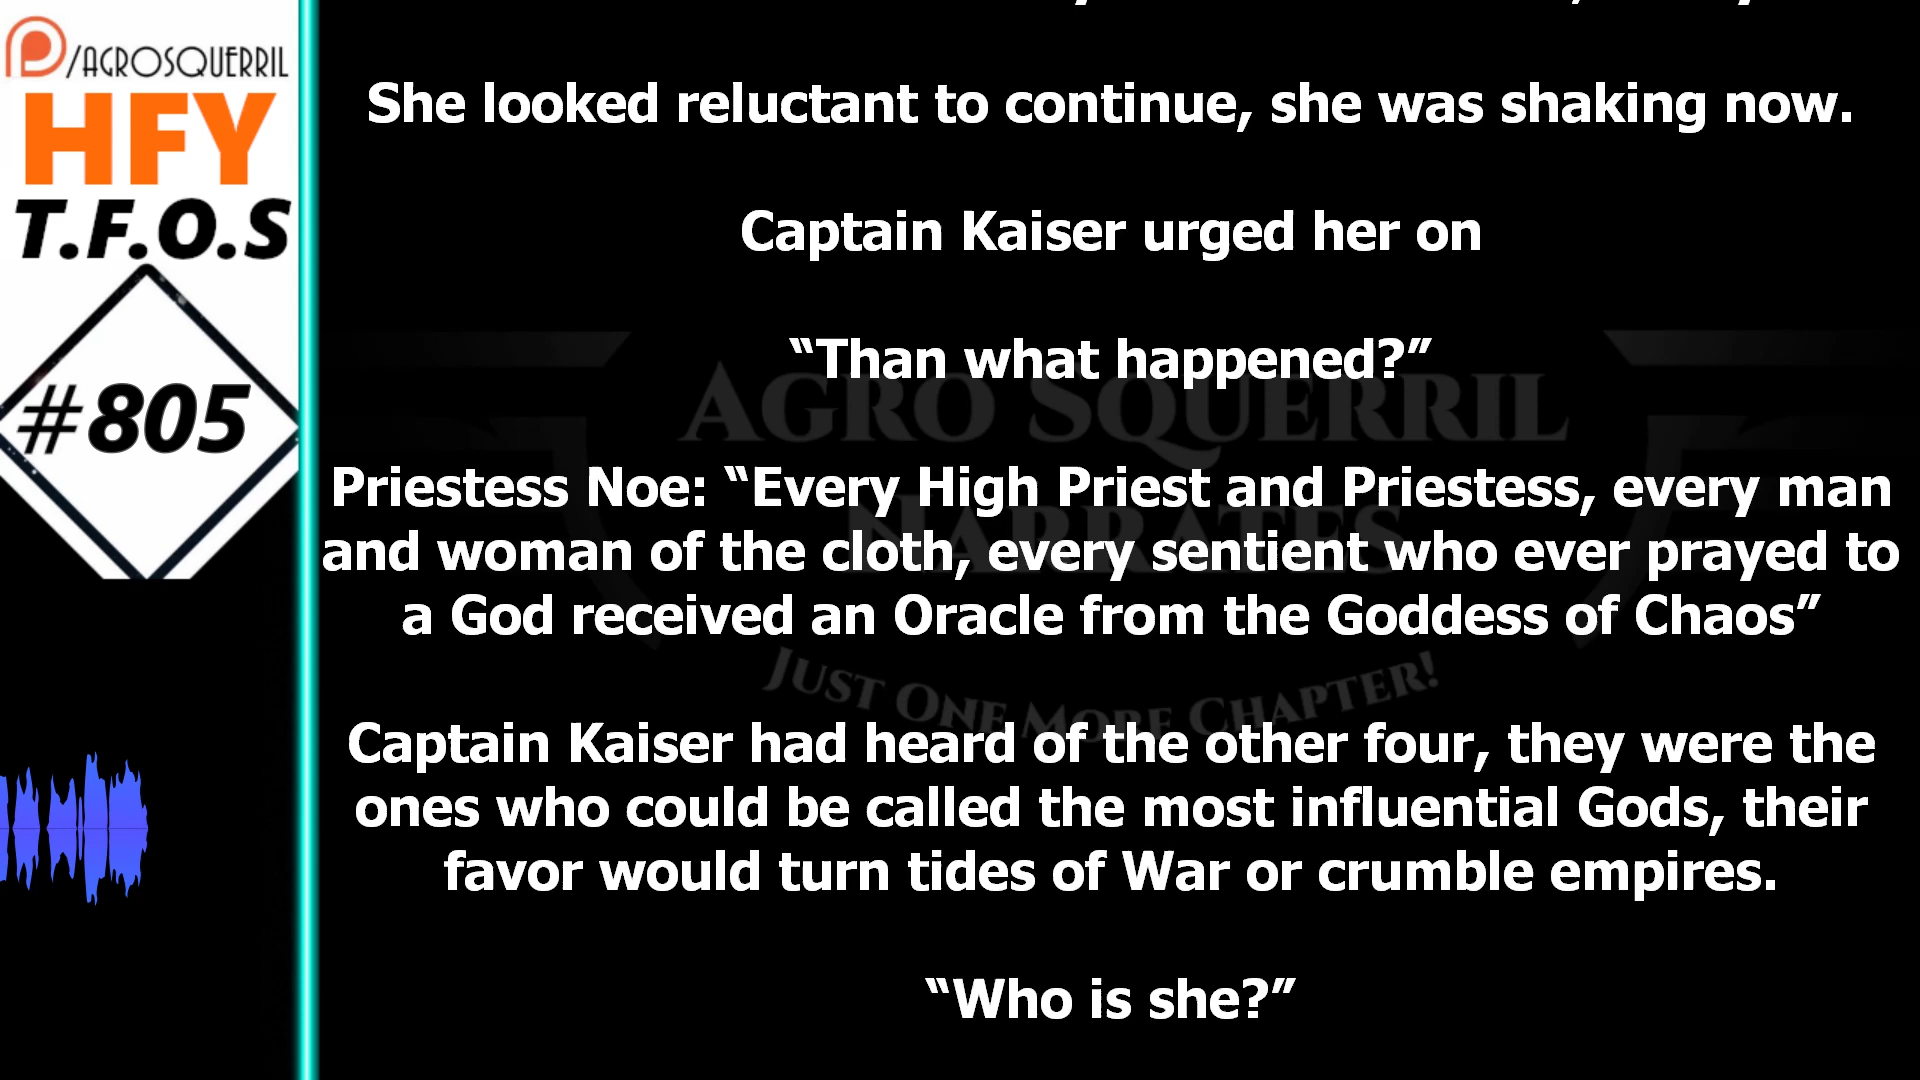 /AGROSQUERRIL
HFY
T.F.O.S
#805
She looked reluctant to continue, she was shaking now.
Captain Kaiser urged her on
“Than what happened?”
AGRO SQUERRIL
NARRATES
JUST ONE MORE CHAPTER!
Priestess Noe: “Every High Priest and Priestess, every man
and woman of the cloth, every sentient who ever prayed to
a God received an Oracle from the Goddess of Chaos”
Captain Kaiser had heard of the other four, they were the
ones who could be called the most influential Gods, their
favor would turn tides of War or crumble empires.
“Who is she?”